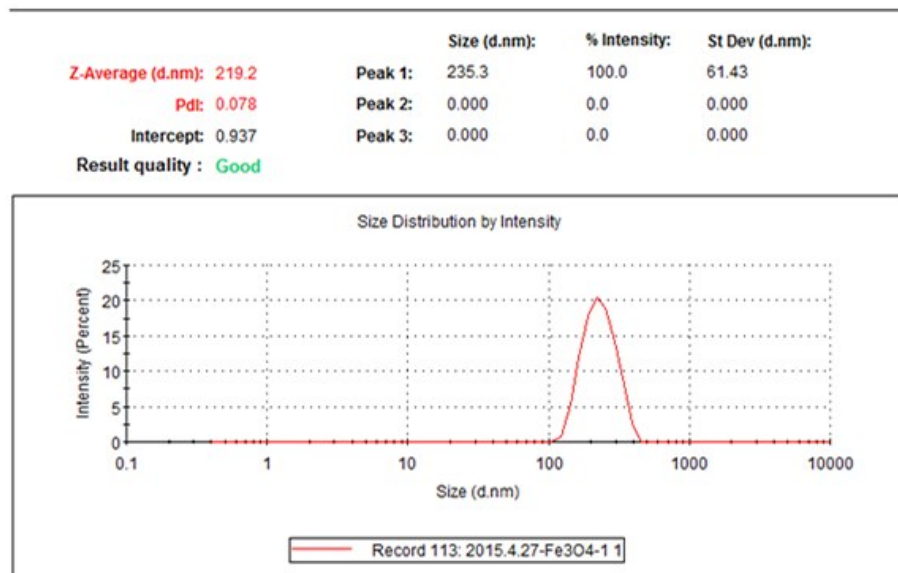 Size (d.nm): % Intensity: St Dev (d.nm):
Z-Average (d.nm): 219.2 Peak 1: 235.3 100.0 61.43
PdI: 0.078 Peak 2: 0.000 0.0 0.000
Intercept: 0.937 Peak 3: 0.000 0.0 0.000
Result quality : Good
Size Distribution by Intensity
Intensity (Percent)
25
20
15
10
5
0
0.1 1 10 100 1000 10000
Size (d.nm)
Record 113: 2015.4.27-Fe3O4-1 1